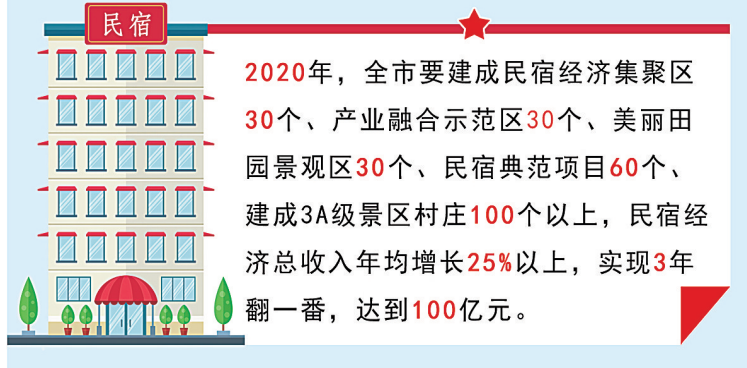 民宿
2020年，全市要建成民宿经济集聚区
30个、产业融合示范区30个、美丽田
园景观区30个、民宿典范项目60个、
建成3A级景区村庄100个以上，民宿经
济总收入年均增长25%以上，实现3年
翻一番，达到100亿元。